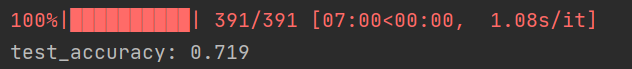 100%|██████████| 391/391 [07:00<00:00,  1.08s/it]
test_accuracy: 0.719